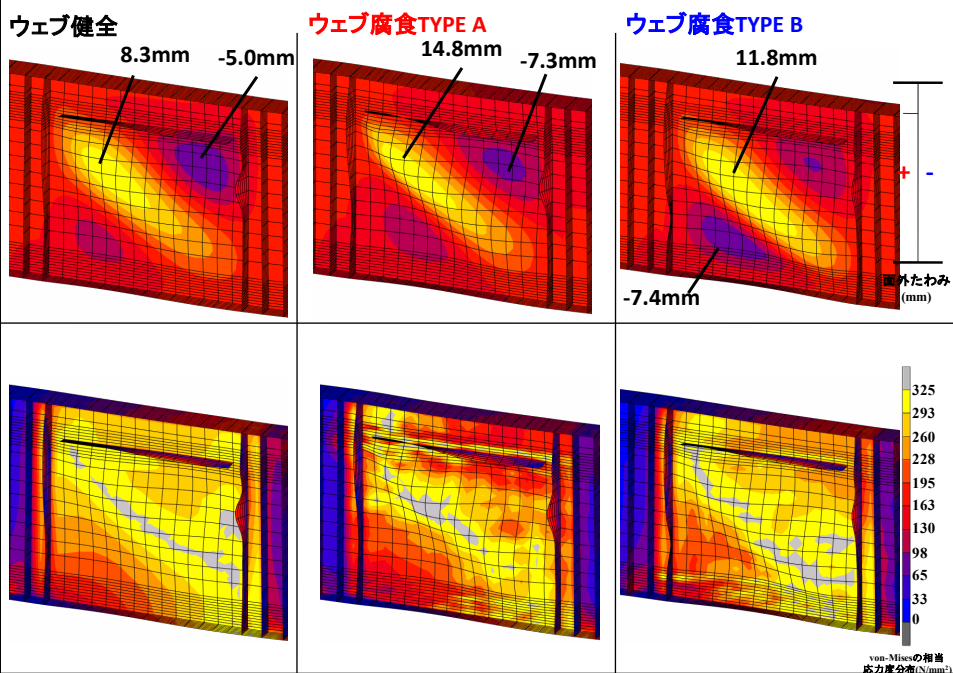 ウェブ健全
ウェブ腐食TYPE A
ウェブ腐食TYPE B
8.3mm
-5.0mm
14.8mm
-7.3mm
11.8mm
-7.4mm
+ -
面外たわみ
(mm)
325
293
260
228
195
163
130
98
65
33
0
von-Misesの相当
応力度分布(N/mm²)